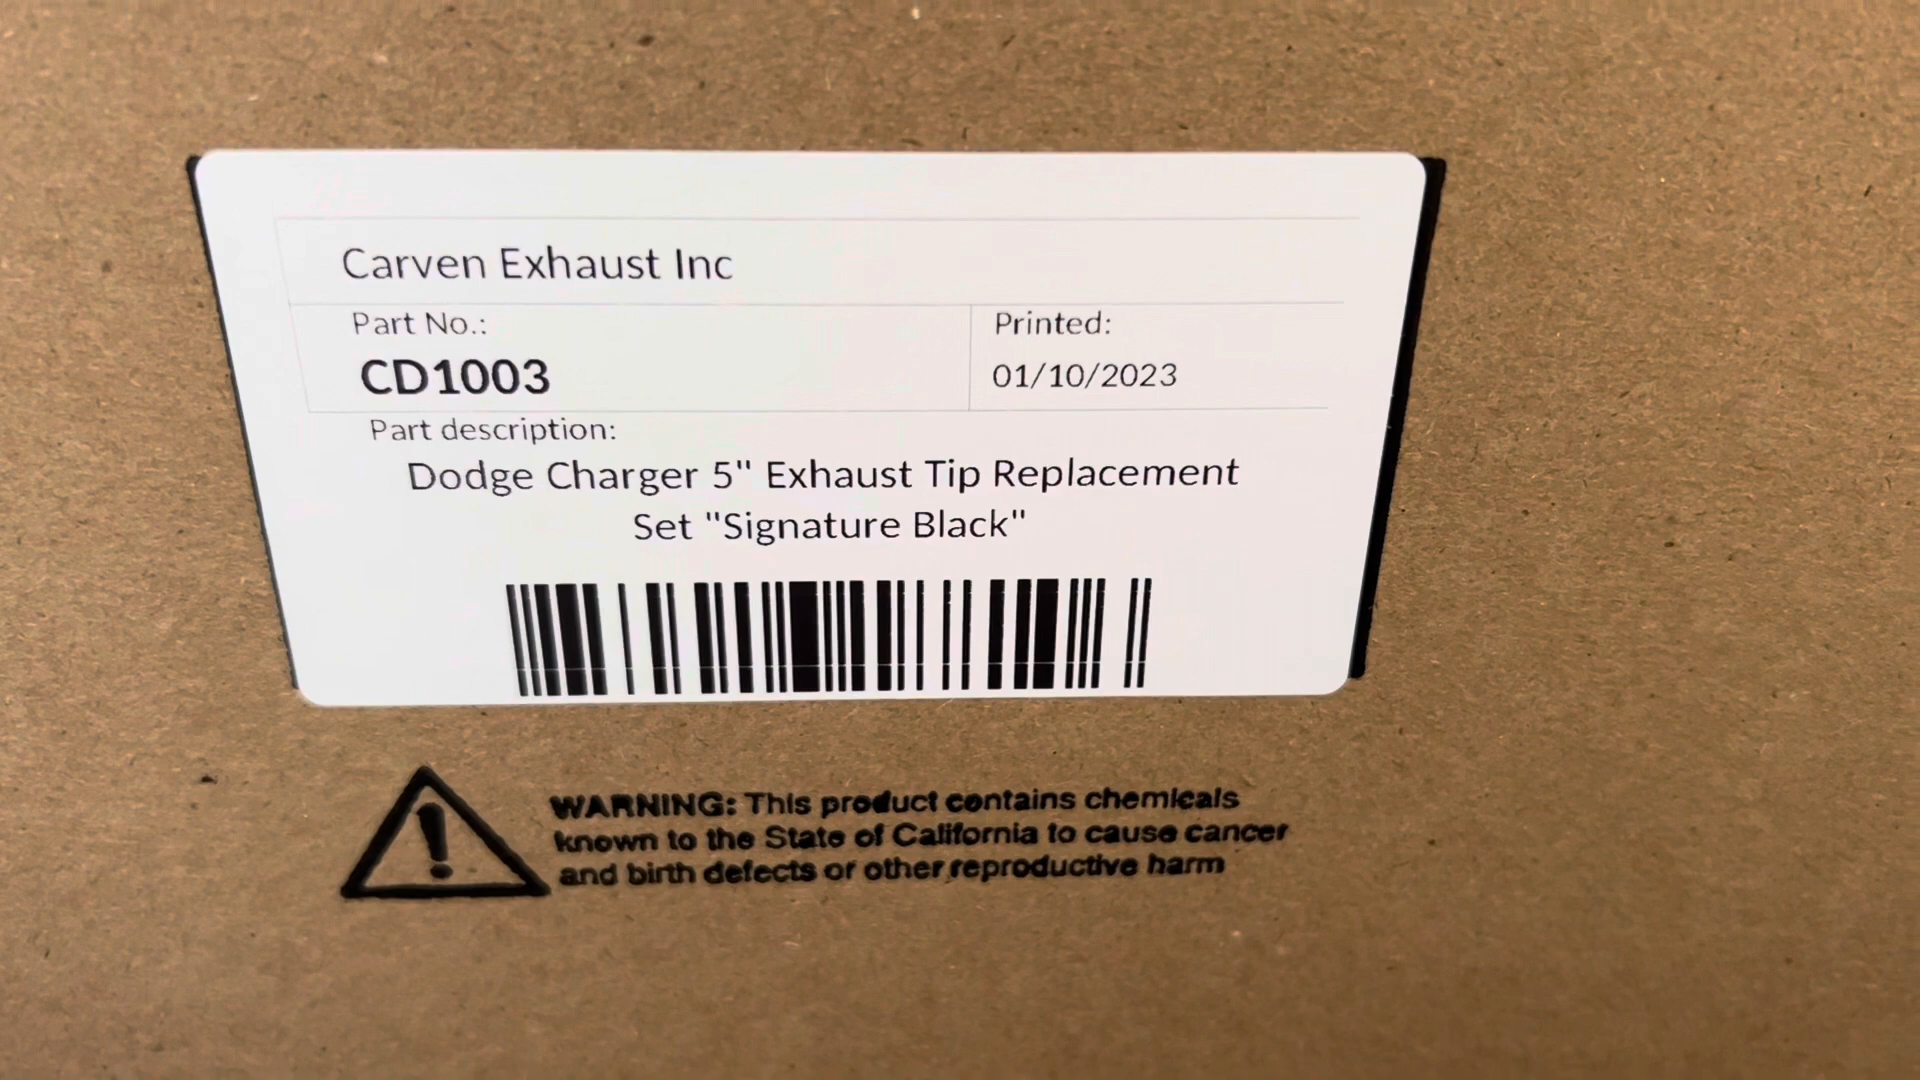 Carven Exhaust Inc
Part No.:
CD1003
Printed:
01/10/2023
Part description:
Dodge Charger 5" Exhaust Tip Replacement
Set "Signature Black"
WARNING: This product contains chemicals
known to the State of California to cause cancer
and birth defects or other reproductive harm